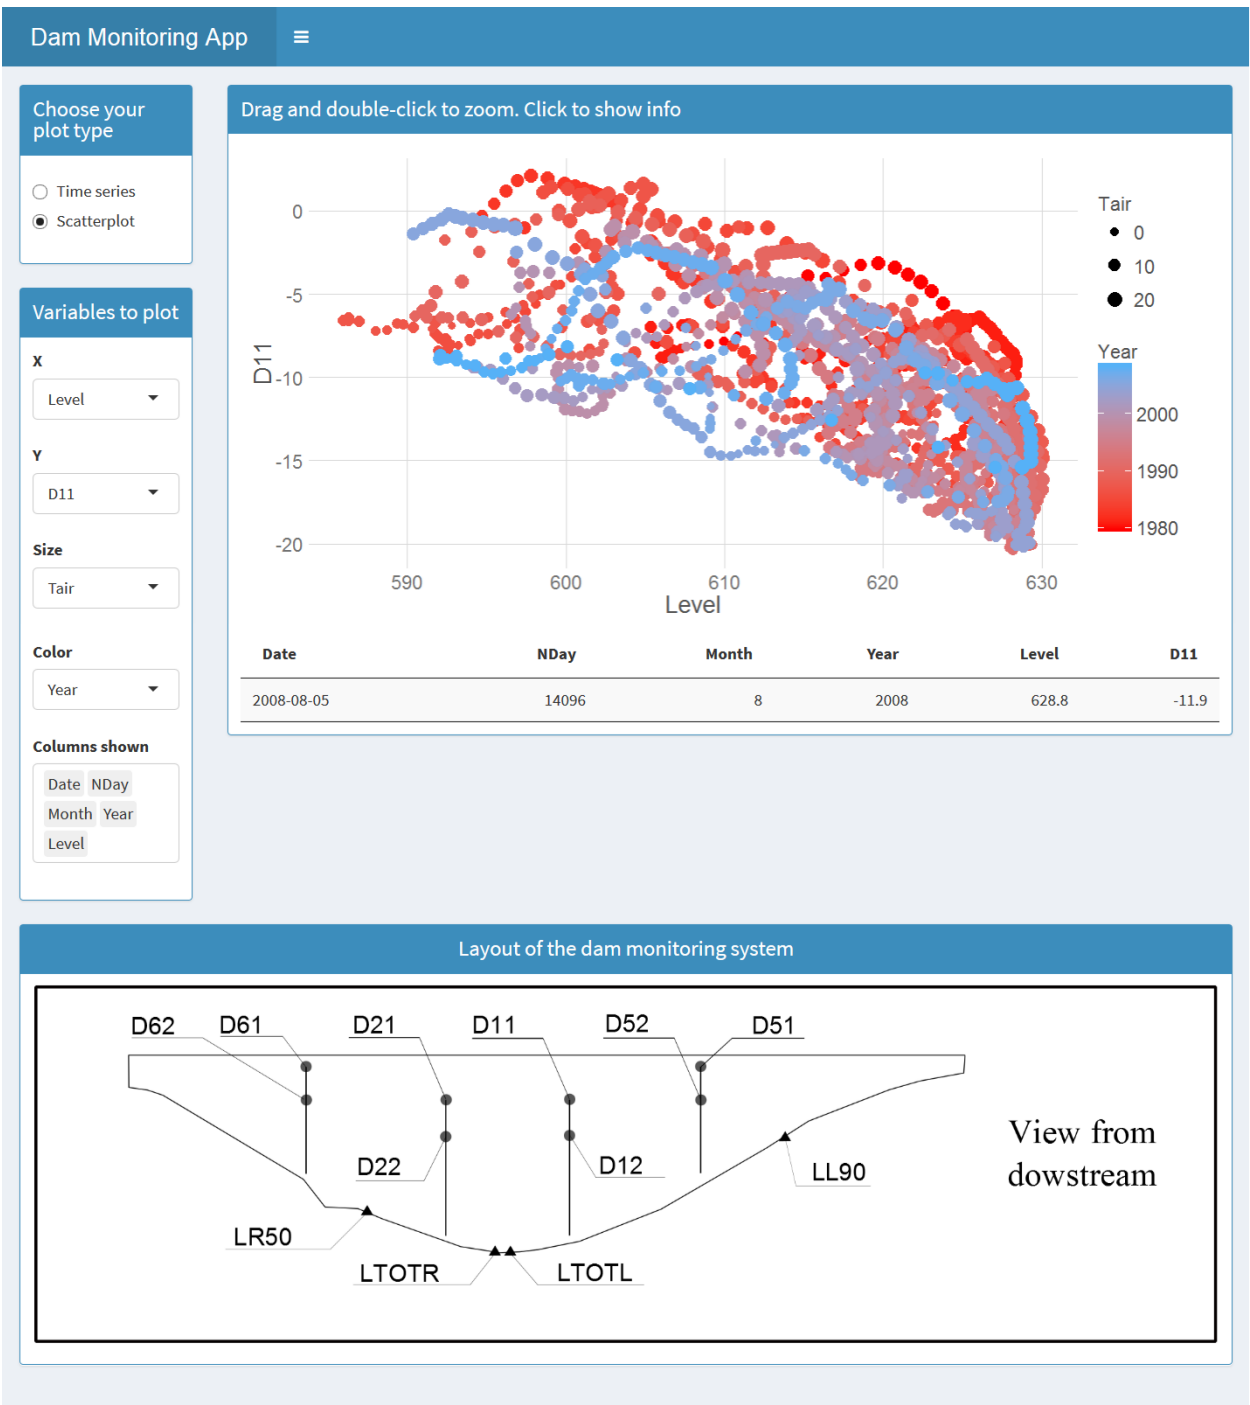 Dam Monitoring App
Choose your
plot type
Time series
Scatterplot
Variables to plot
X
Level
Y
D11
Size
Tair
Color
Year
Columns shown
Date NDay
Month Year
Level
Drag and double-click to zoom. Click to show info
0
-5
-10
-15
-20
D11
590 600 610 620 630
Level
Tair
0
10
20
Year
2000
1990
1980
Date NDay Month Year Level D11
2008-08-05 14096 8 2008 628.8 -11.9
Layout of the dam monitoring system
D62 D61 D21 D11 D52 D51
D22 D12 LL90
LR50
LTOTR LTOTL
View from
dowstream